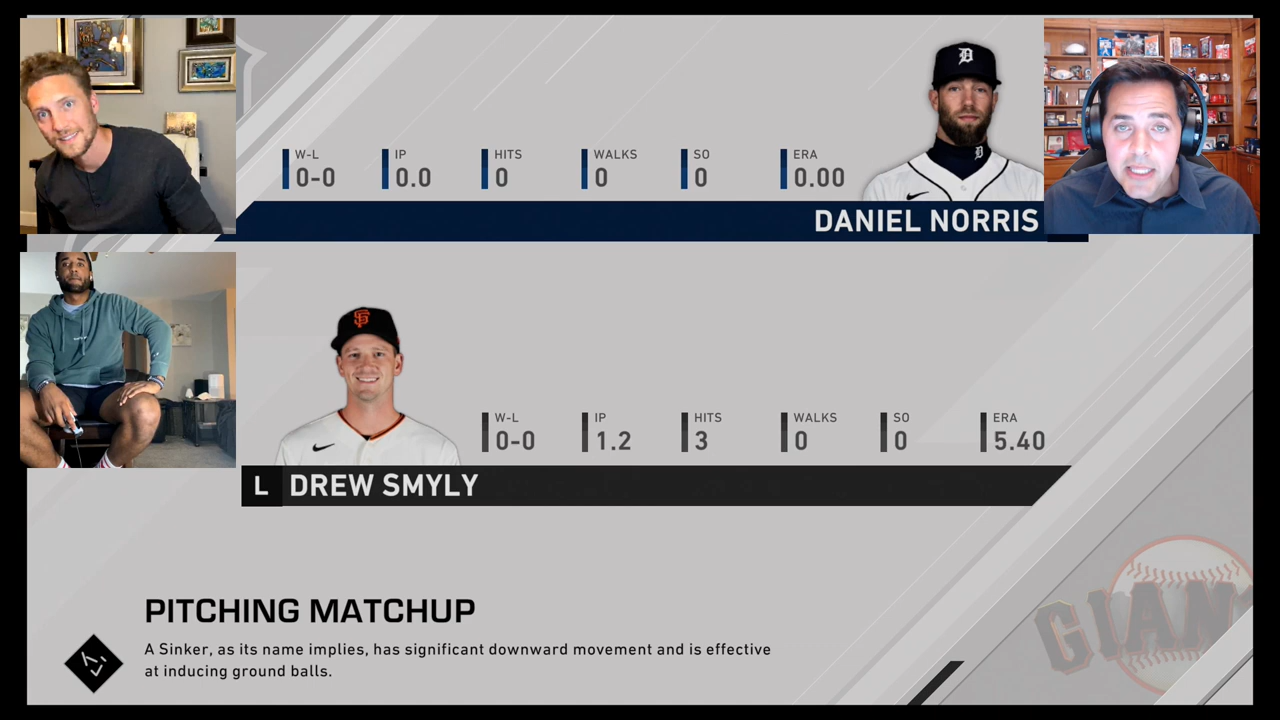 W-L IP HITS WALKS SO ERA
0-0 0.0 0 0 0 0.00
DANIEL NORRIS
W-L IP HITS WALKS SO ERA
0-0 1.2 3 0 0 5.40
L DREW SMYLY
PITCHING MATCHUP
A Sinker, as its name implies, has significant downward movement and is effective
at inducing ground balls.
GIAN